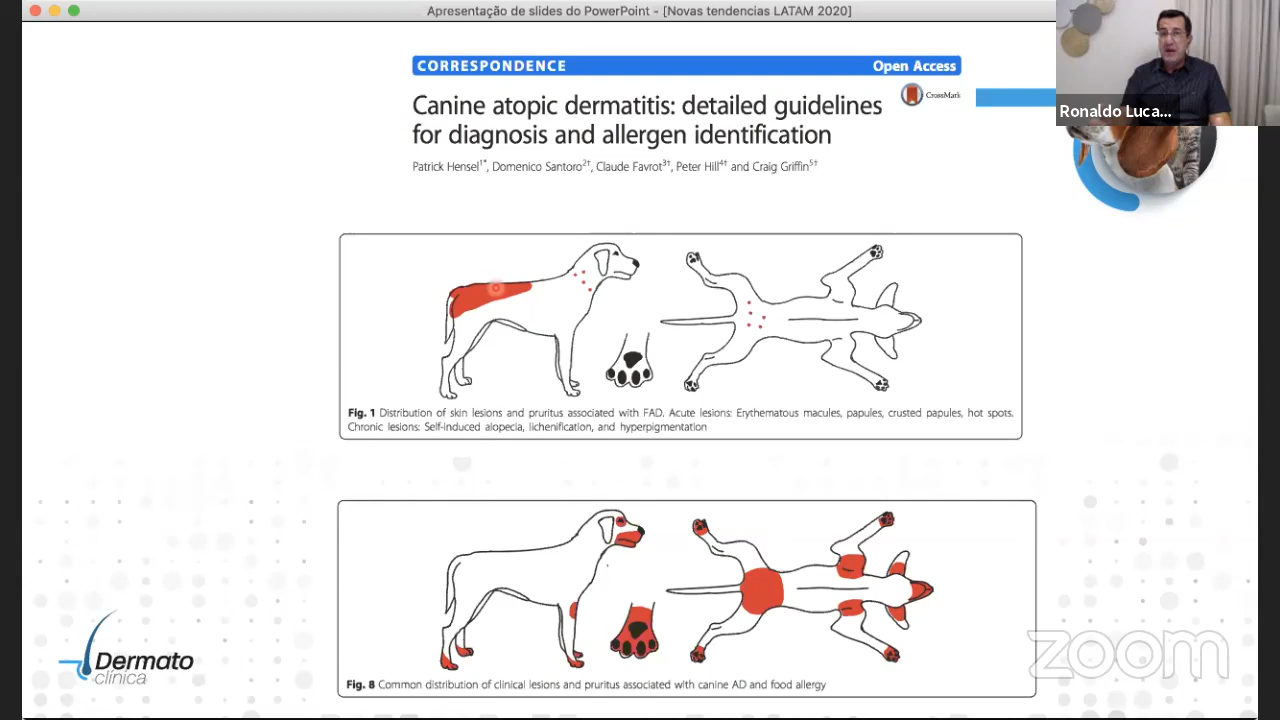 Apresentação de slides do PowerPoint - [Novas tendencias LATAM 2020]
Ronaldo Luca...
CORRESPONDENCE Open Access
CrossMark
Canine atopic dermatitis: detailed guidelines
for diagnosis and allergen identification
Patrick Hensel1*, Domenico Santoro2†, Claude Favrot3†, Peter Hill4† and Craig Griffin5†
Fig. 1 Distribution of skin lesions and pruritus associated with FAD. Acute lesions: Erythematous macules, papules, crusted papules, hot spots.
Chronic lesions: Self-induced alopecia, lichenification, and hyperpigmentation
Fig. 8 Common distribution of clinical lesions and pruritus associated with canine AD and food allergy
Dermato
clínica
zoom